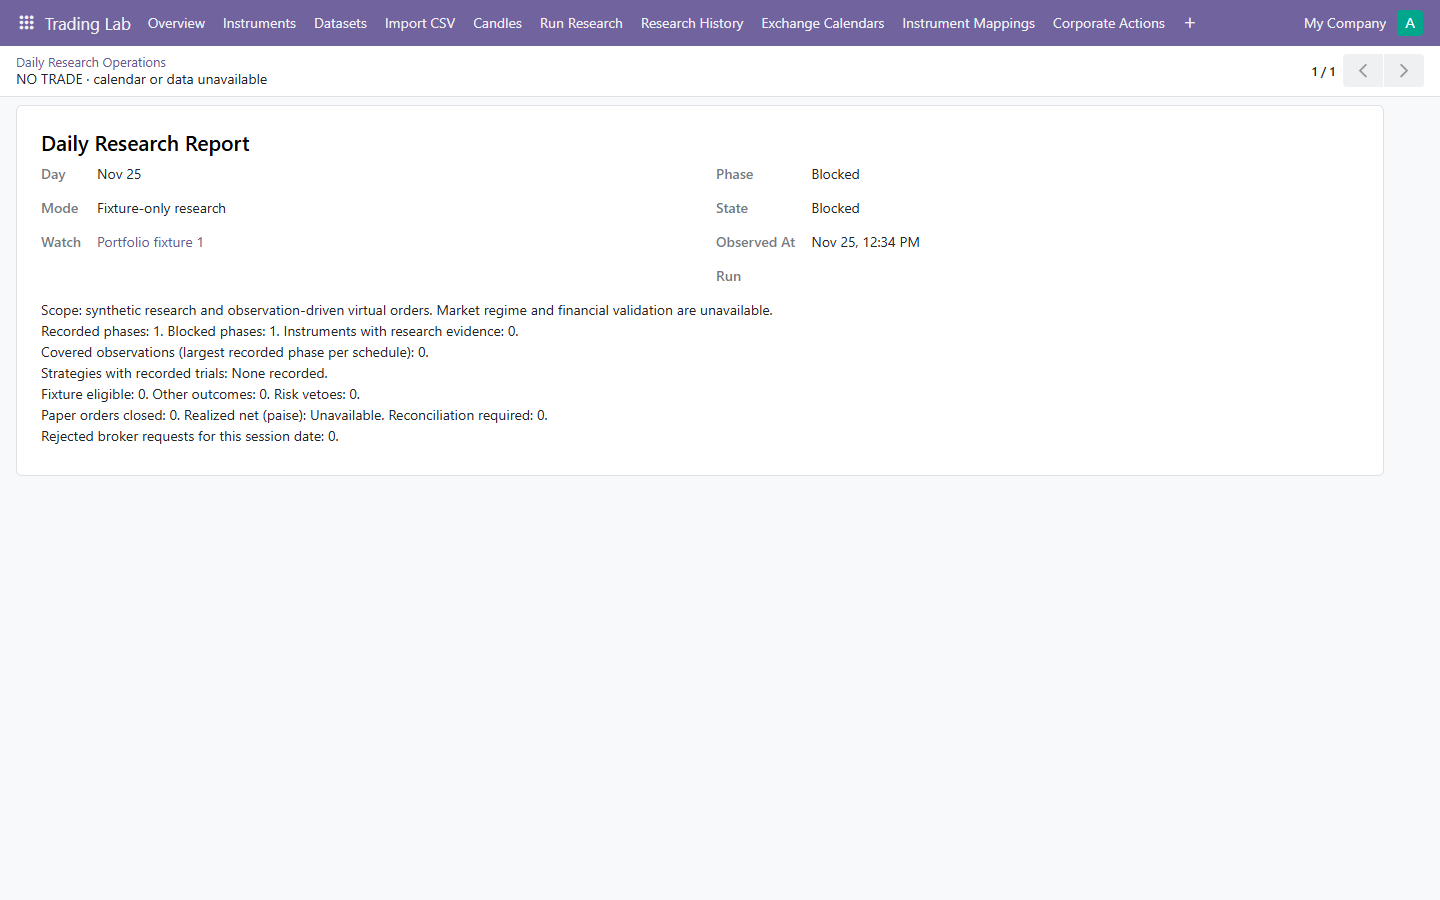 Trading Lab Overview Instruments Datasets Import CSV Candles Run Research Research History Exchange Calendars Instrument Mappings Corporate Actions + My Company A
Daily Research Operations
NO TRADE · calendar or data unavailable
1 / 1
Daily Research Report
Day Nov 25
Phase Blocked
Mode Fixture-only research
State Blocked
Watch Portfolio fixture 1
Observed At Nov 25, 12:34 PM
Run
Scope: synthetic research and observation-driven virtual orders. Market regime and financial validation are unavailable.
Recorded phases: 1. Blocked phases: 1. Instruments with research evidence: 0.
Covered observations (largest recorded phase per schedule): 0.
Strategies with recorded trials: None recorded.
Fixture eligible: 0. Other outcomes: 0. Risk vetoes: 0.
Paper orders closed: 0. Realized net (paise): Unavailable. Reconciliation required: 0.
Rejected broker requests for this session date: 0.